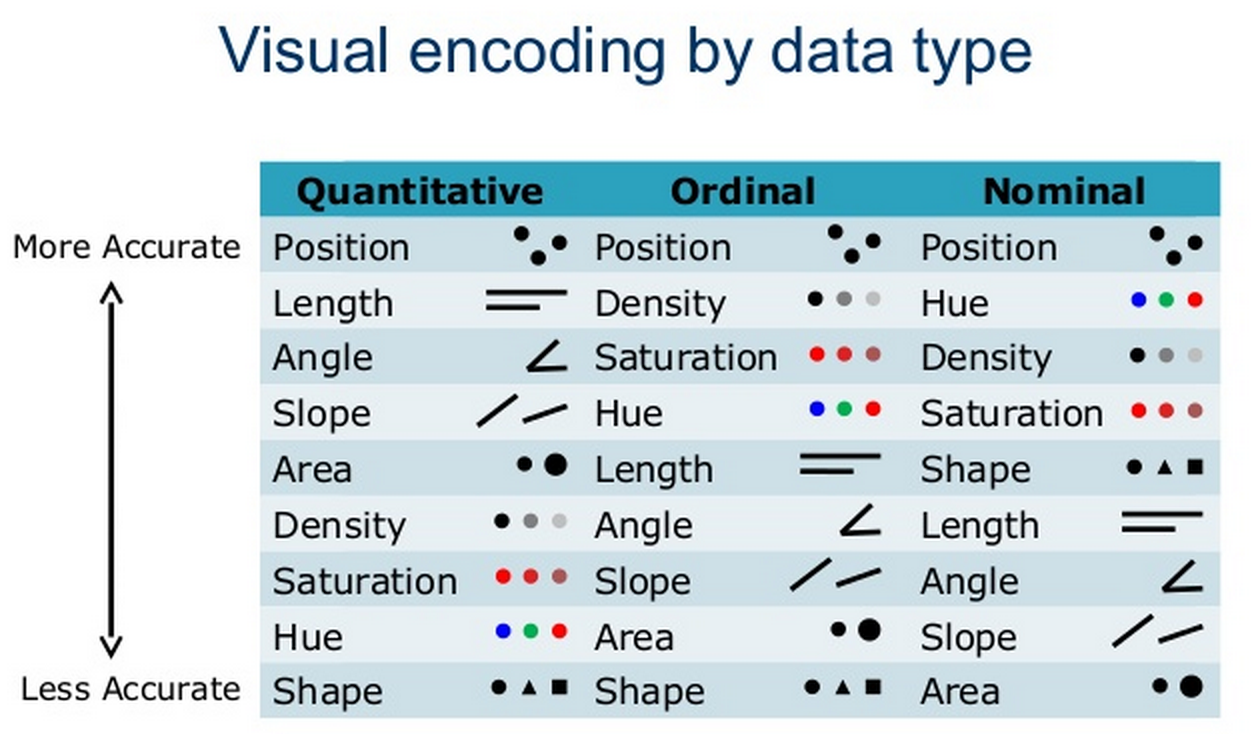 Visual encoding by data type
Quantitative Ordinal Nominal
More Accurate Position Position Position
Length Density Hue
Angle Saturation Density
Slope Hue Saturation
Area Length Shape
Density Angle Length
Saturation Slope Angle
Hue Area Slope
Less Accurate Shape Shape Area